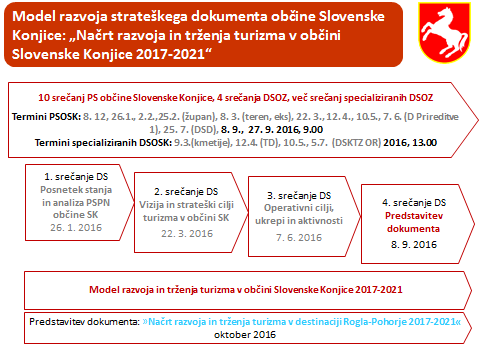 Model razvoja strateškega dokumenta občine Slovenske
Konjice: „Načrt razvoja in trženja turizma v občini
Slovenske Konjice 2017-2021“
10 srečanj PS občine Slovenske Konjice, 4 srečanja DSOZ, več srečanj specializiranih DSOZ
Termini PSOSK: 8. 12, 26.1., 2.2,25.2. (župan), 8. 3. (teren, eks), 22. 3., 12.4., 10.5., 7. 6. (D Prireditve
1), 25. 7. (DSD), 8. 9., 27. 9. 2016, 9.00
Termini specializiranih DSOSK: 9.3.(kmetije), 12.4. (TD), 10.5., 5.7. (DSKTZ OR) 2016, 13.00
1. srečanje DS
Posnetek stanja
in analiza PSPN
občine SK
26. 1. 2016
2. srečanje DS
Vizija in strateški cilji
turizma v občini SK
22. 3. 2016
3. srečanje DS
Operativni cilji,
ukrepi in aktivnosti
7. 6. 2016
4. srečanje DS
Predstavitev
dokumenta
8. 9. 2016
Model razvoja in trženja turizma v občini Slovenske Konjice 2017-2021
Predstavitev dokumenta: »Načrt razvoja in trženja turizma v destinaciji Rogla-Pohorje 2017-2021«
oktober 2016